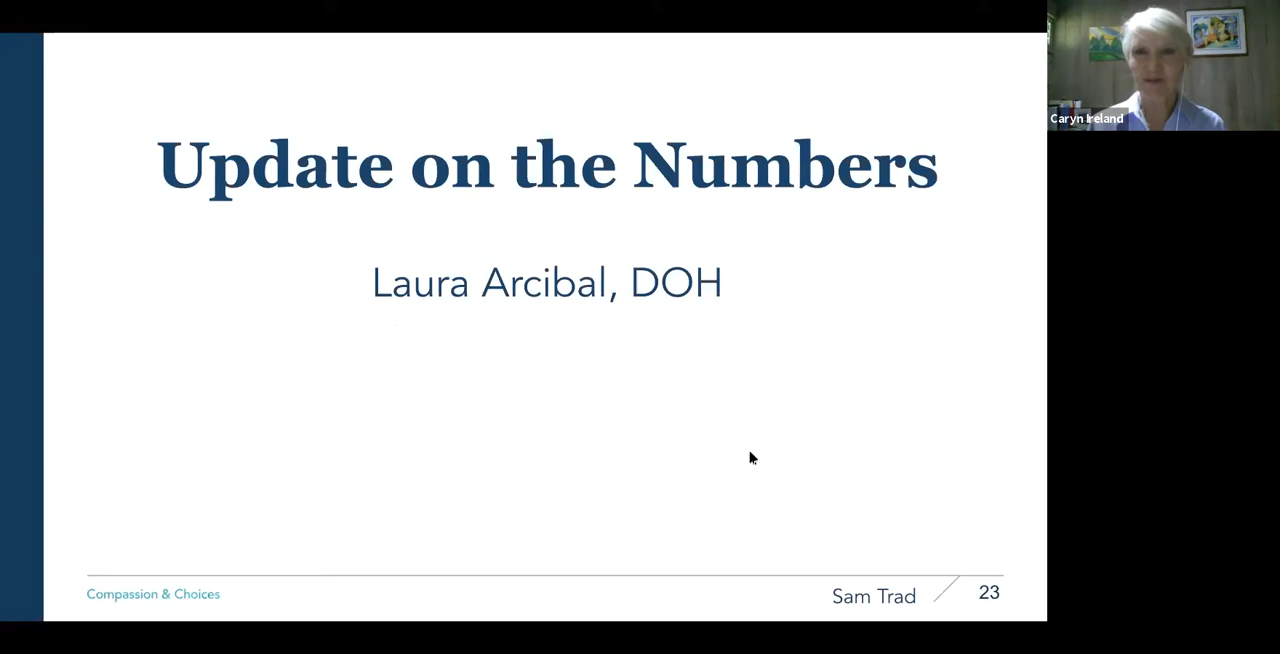 Caryn Ireland
Update on the Numbers
Laura Arcibal, DOH
Compassion & Choices
Sam Trad
23